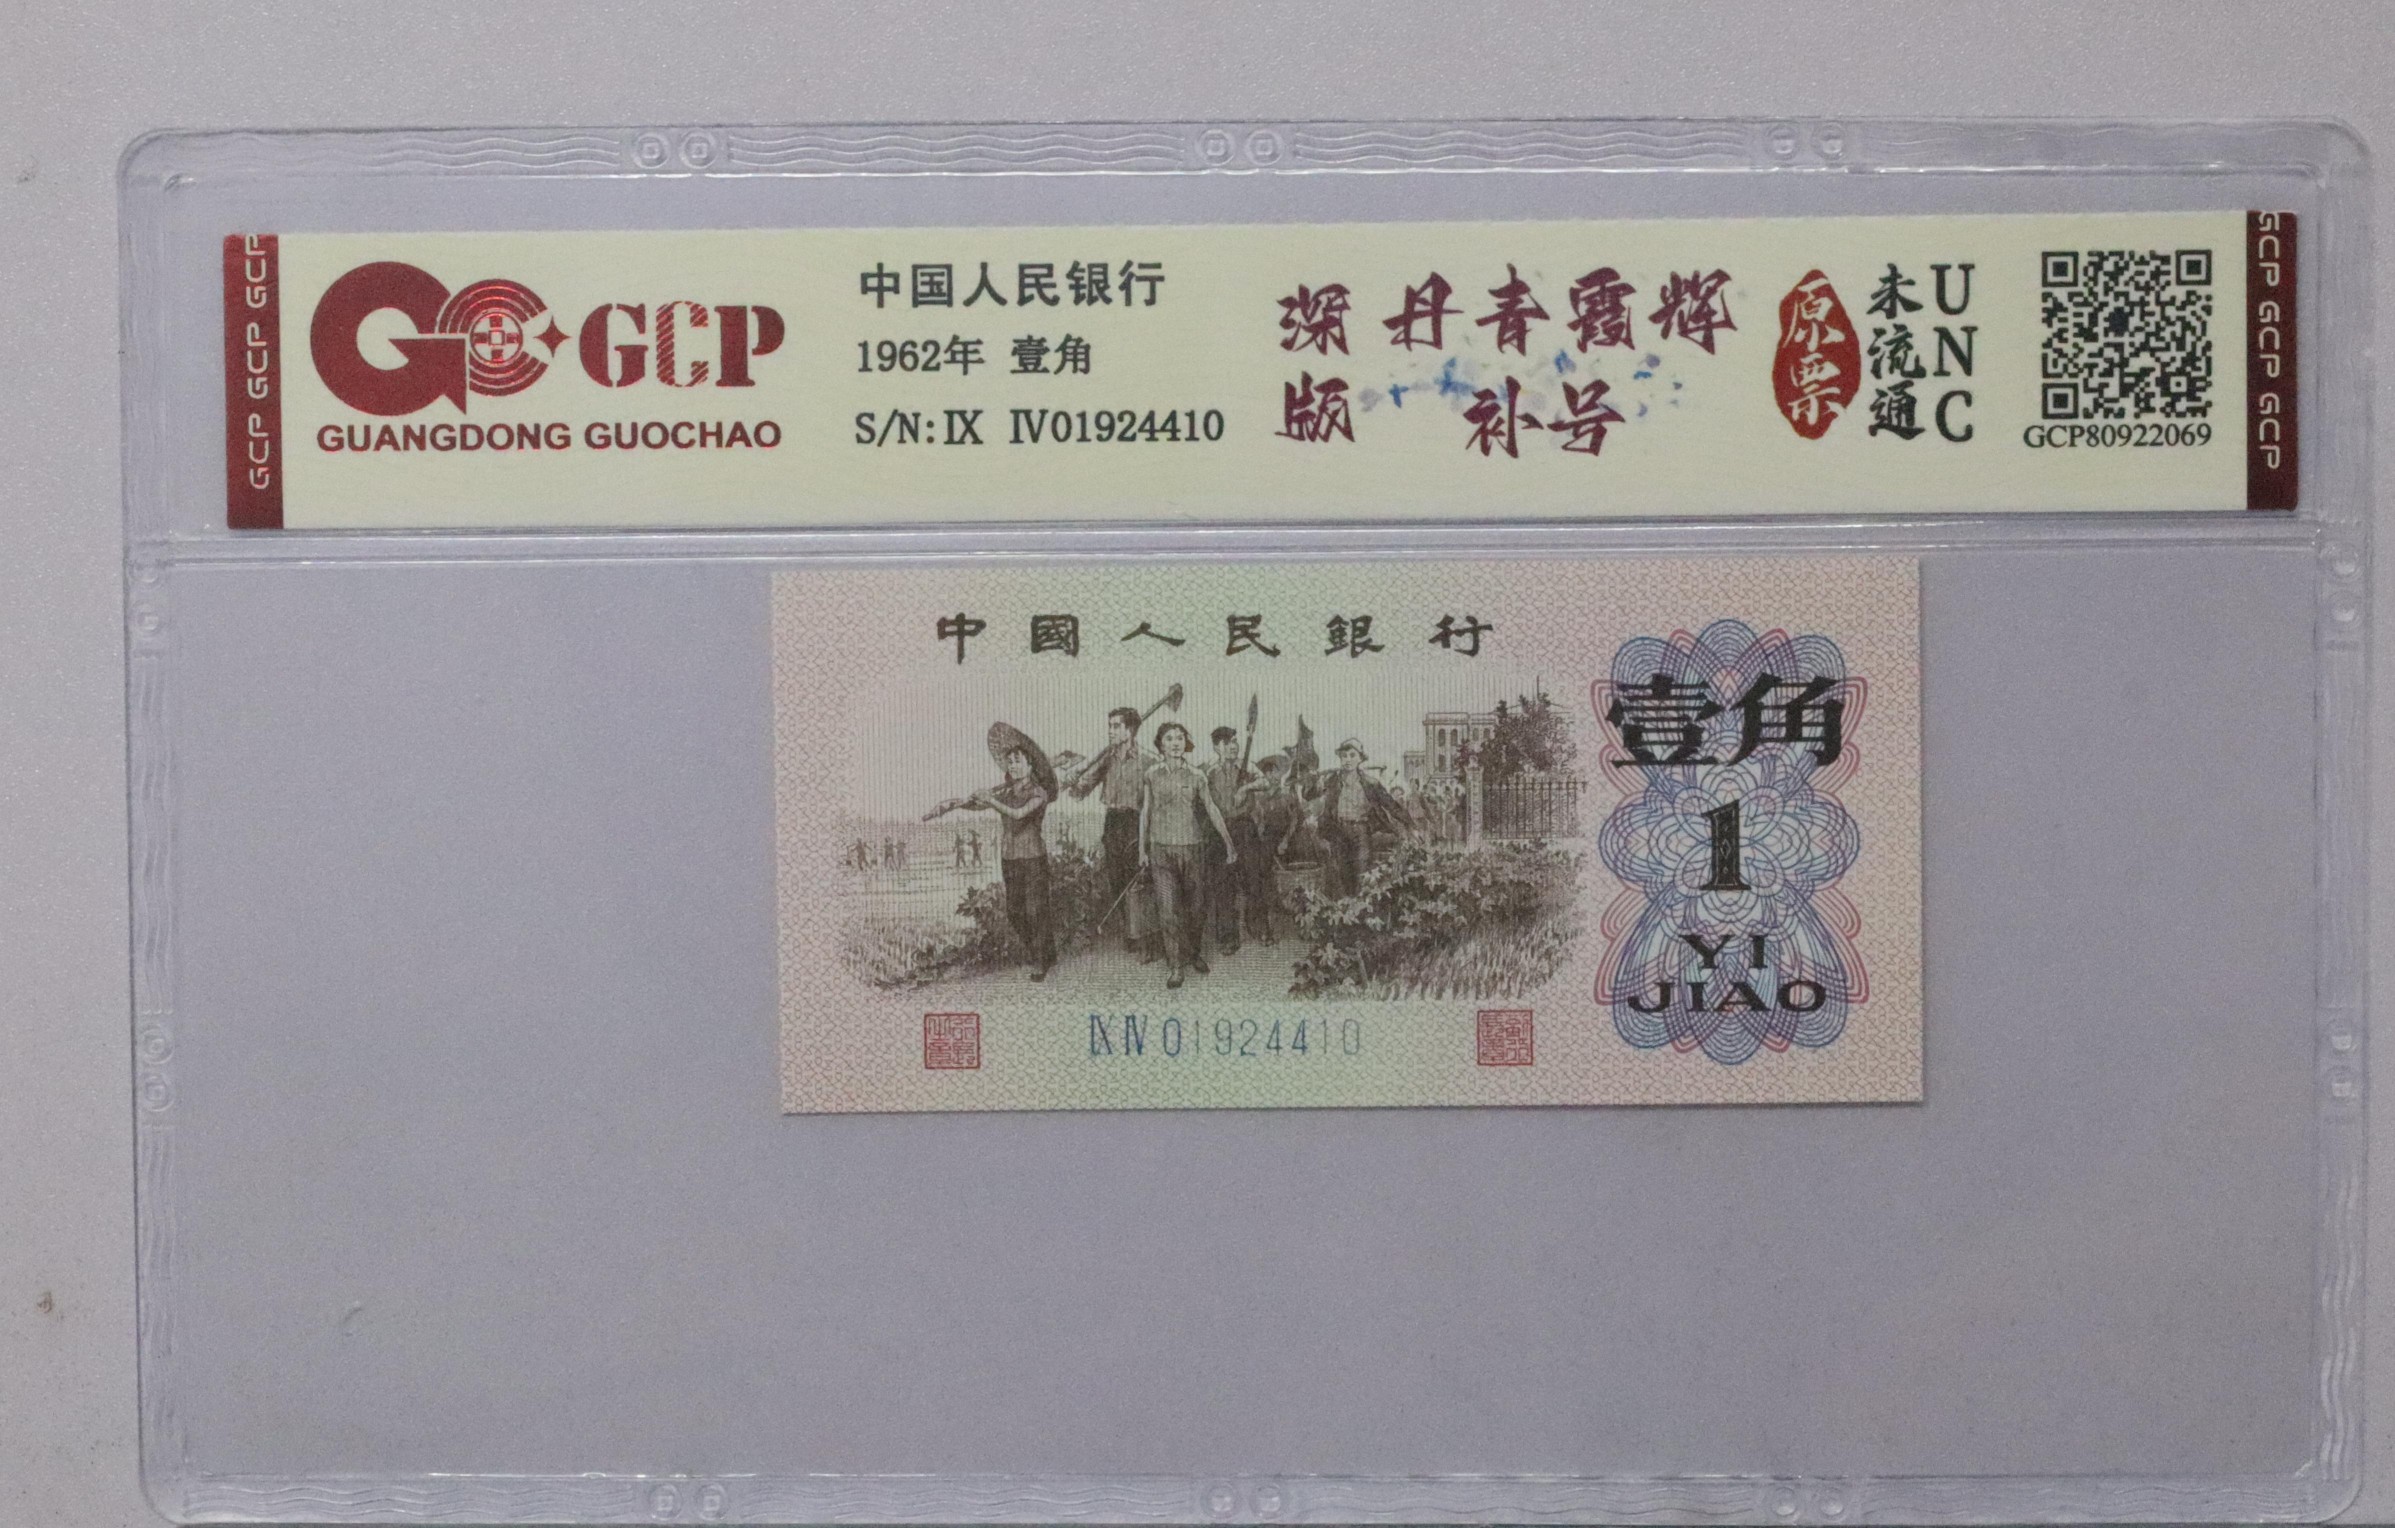 GCP GCP GCP
GCP
GUANGDONG GUOCHAO
中国人民银行
1962年 壹角
S/N: IX IV01924410
深丹青霞辉
版 补号
原票
未流通
UNC
GCP80922069
GCP GCP GCP
中國人民銀行
壹角
1
YI
JIAO
IX IV 01924410